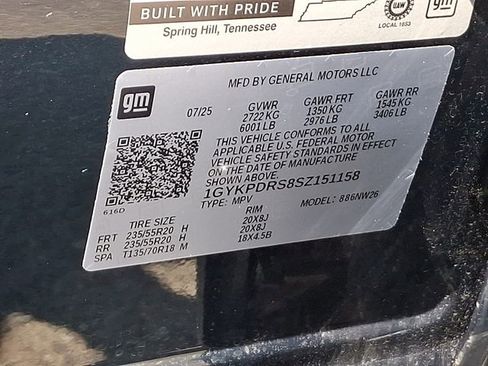 BUILT WITH PRIDE
Spring Hill, Tennessee
UAW
LOCAL 1853
gm
gm
MFD BY GENERAL MOTORS LLC
07/25 GVWR GAWR FRT GAWR RR
2722 KG 1350 KG 1545 KG
6001 LB 2976 LB 3406 LB
THIS VEHICLE CONFORMS TO ALL
APPLICABLE U.S. FEDERAL MOTOR
VEHICLE SAFETY STANDARDS IN EFFECT
ON THE DATE OF MANUFACTURE
1GYKPDRS8SZ151158
TYPE: MPV MODEL: 886NW26
616D
TIRE SIZE RIM
FRT 235/55R20 H 20X8J
RR 235/55R20 H 20X8J
SPA T135/70R18 M 18X4.5B